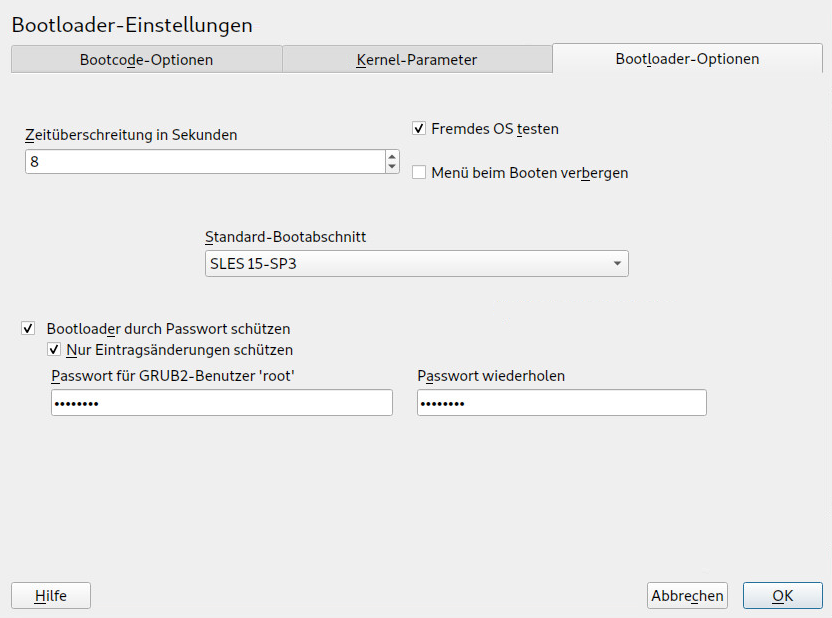 Bootloader-Einstellungen
Bootcode-Optionen
Kernel-Parameter
Bootloader-Optionen
Zeitüberschreitung in Sekunden
8
Fremdes OS testen
Menü beim Booten verbergen
Standard-Bootabschnitt
SLES 15-SP3
Bootloader durch Passwort schützen
Nur Eintragsänderungen schützen
Passwort für GRUB2-Benutzer 'root'
••••••••
Passwort wiederholen
••••••••
Hilfe
Abbrechen
OK